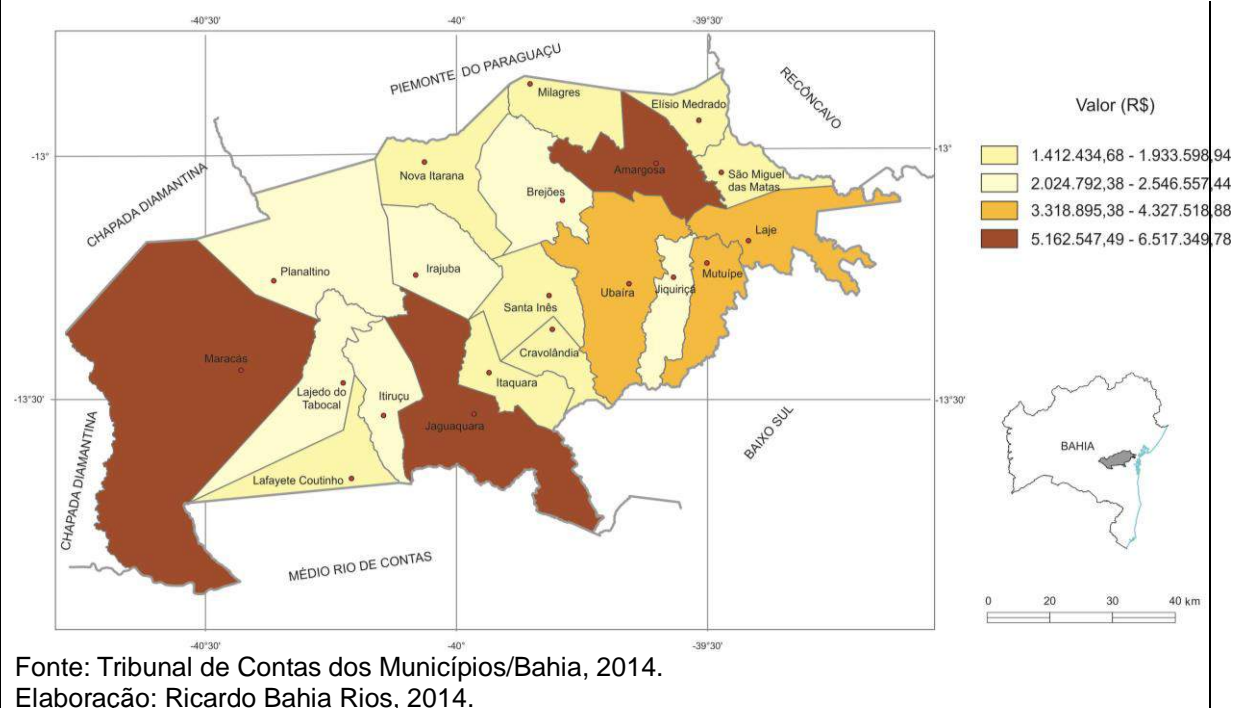 -40°30'
-40°
-39°30'
PIEMONTE DO PARAGUAÇU
RECÔNCAVO
Milagres
Elísio Medrado
Valor (R$)
-13°
-13°
1.412.434,68 - 1.933.598,94
2.024.792,38 - 2.546.557,44
3.318.895,38 - 4.327.518,88
5.162.547,49 - 6.517.349,78
CHAPADA DIAMANTINA
Nova Itarana
Amargosa
São Miguel
das Matas
Brejões
Laje
Planaltino
Irajuba
Ubaíra
Jiquiriçá
Mutuípe
Santa Inês
Maracás
Cravolândia
Itaquara
Lajedo do
Tabocal
Itiruçu
-13°30'
-13°30'
Jaguaquara
BAIXO SUL
BAHIA
Lafayete Coutinho
CHAPADA DIAMANTINA
MÉDIO RIO DE CONTAS
0 20 30 40 km
-40°30'
-40°
-39°30'
Fonte: Tribunal de Contas dos Municípios/Bahia, 2014.
Elaboração: Ricardo Bahia Rios, 2014.